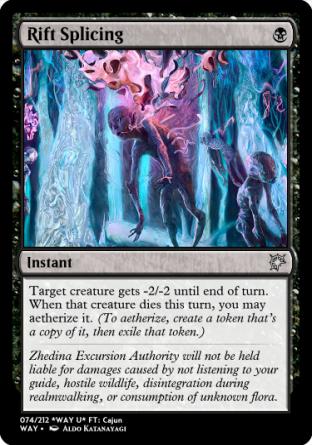 Rift Splicing
Instant
Target creature gets -2/-2 until end of turn.
When that creature dies this turn, you may
aetherize it. (To aetherize, create a token that's
a copy of it, then exile that token.)
Zhedina Excursion Authority will not be held
liable for damages caused by not listening to your
guide, hostile wildlife, disintegration during
realmwalking, or consumption of unknown flora.
074/212 *WAY U* FT: Cajun
WAY • Aldo Katanayagi